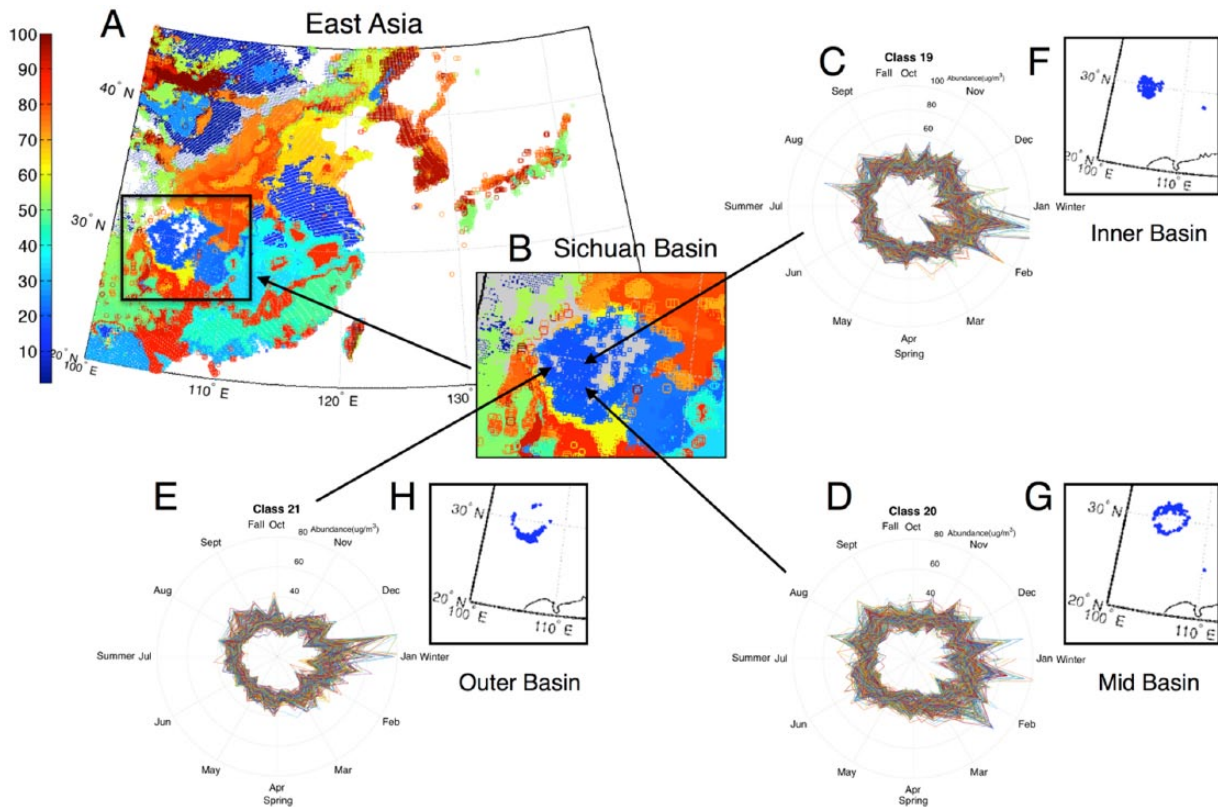 A
East Asia
100
90
80
70
60
50
40
30
20
10
40°N
30°N
20°N
100°E
110°E
120°E
130°
B
Sichuan Basin
C
Class 19
Fall Oct
Abundance(ug/m³)
100
80
60
Nov
Dec
Jan Winter
Feb
Mar
Apr
Spring
May
Jun
Summer Jul
Aug
Sept
F
30°N
20°N
100°E
110°E
Inner Basin
E
Class 21
Fall Oct
Abundance(ug/m³)
80
60
40
Nov
Dec
Jan Winter
Feb
Mar
Apr
Spring
May
Jun
Summer Jul
Aug
Sept
H
30°N
20°N
100°E
110°E
Outer Basin
D
Class 20
Fall Oct
Abundance(ug/m³)
80
60
40
Nov
Dec
Jan Winter
Feb
Mar
Apr
Spring
May
Jun
Summer Jul
Aug
Sept
G
30°N
20°N
100°E
110°E
Mid Basin